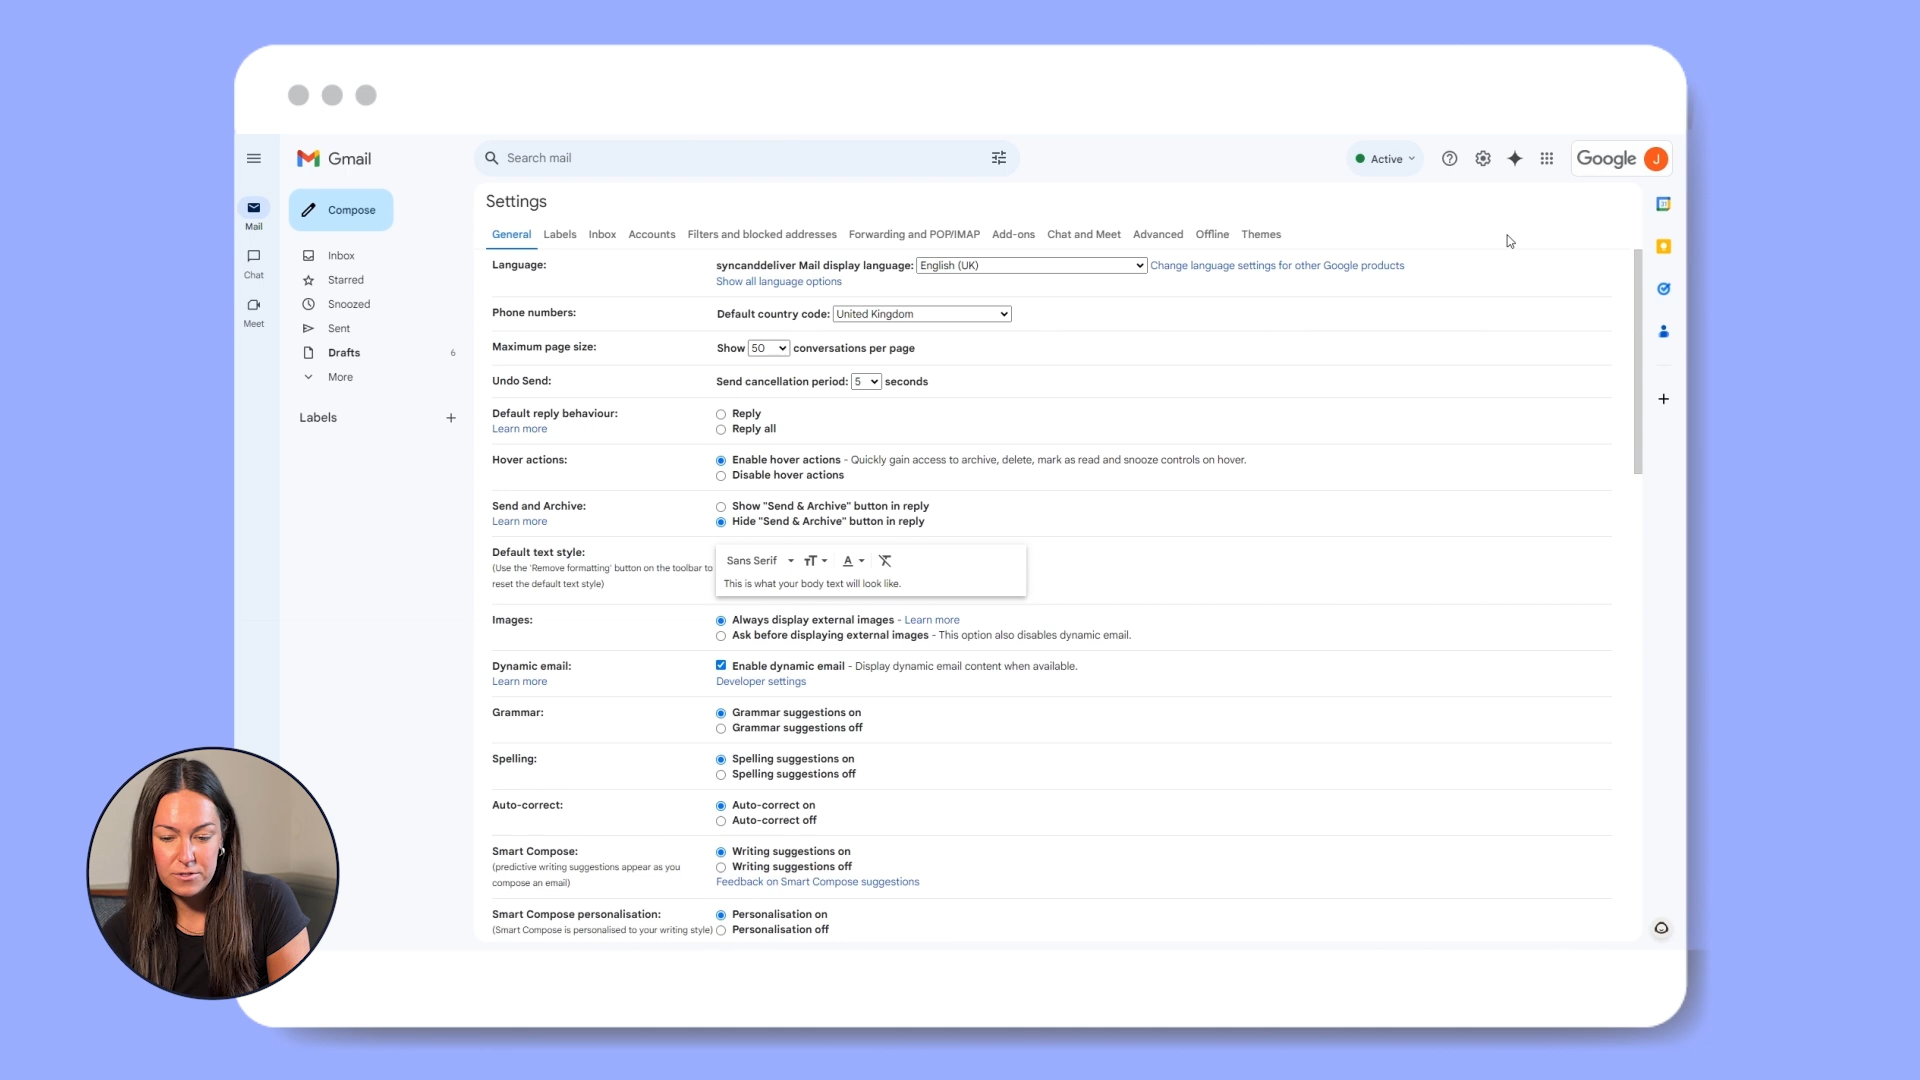 Gmail
Search mail
Active
Google
J
Mail
Chat
Meet
Compose
Inbox
Starred
Snoozed
Sent
Drafts 6
More
Labels
Settings
General Labels Inbox Accounts Filters and blocked addresses Forwarding and POP/IMAP Add-ons Chat and Meet Advanced Offline Themes
Language: syncanddeliver Mail display language: English (UK) Change language settings for other Google products
Show all language options
Phone numbers: Default country code: United Kingdom
Maximum page size: Show 50 conversations per page
Undo Send: Send cancellation period: 5 seconds
Default reply behaviour: Reply
Learn more Reply all
Hover actions: Enable hover actions - Quickly gain access to archive, delete, mark as read and snooze controls on hover.
Disable hover actions
Send and Archive: Show "Send & Archive" button in reply
Learn more Hide "Send & Archive" button in reply
Default text style:
(Use the 'Remove formatting' button on the toolbar to
reset the default text style)
Sans Serif
This is what your body text will look like.
Images: Always display external images - Learn more
Ask before displaying external images - This option also disables dynamic email.
Dynamic email: Enable dynamic email - Display dynamic email content when available.
Learn more Developer settings
Grammar: Grammar suggestions on
Grammar suggestions off
Spelling: Spelling suggestions on
Spelling suggestions off
Auto-correct: Auto-correct on
Auto-correct off
Smart Compose: Writing suggestions on
(predictive writing suggestions appear as you Writing suggestions off
compose an email) Feedback on Smart Compose suggestions
Smart Compose personalisation: Personalisation on
(Smart Compose is personalised to your writing style) Personalisation off